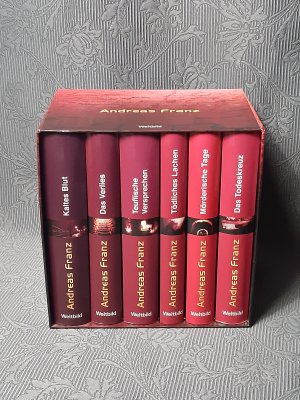 Andreas Franz
Weltbild
Kaltes Blut
Andreas Franz
Weltbild
Das Verlies
Andreas Franz
Weltbild
Teuflische
Versprechen
Andreas Franz
Weltbild
Tödliches Lachen
Andreas Franz
Weltbild
Mörderische Tage
Andreas Franz
Weltbild
Das Todeskreuz
Andreas Franz
Weltbild